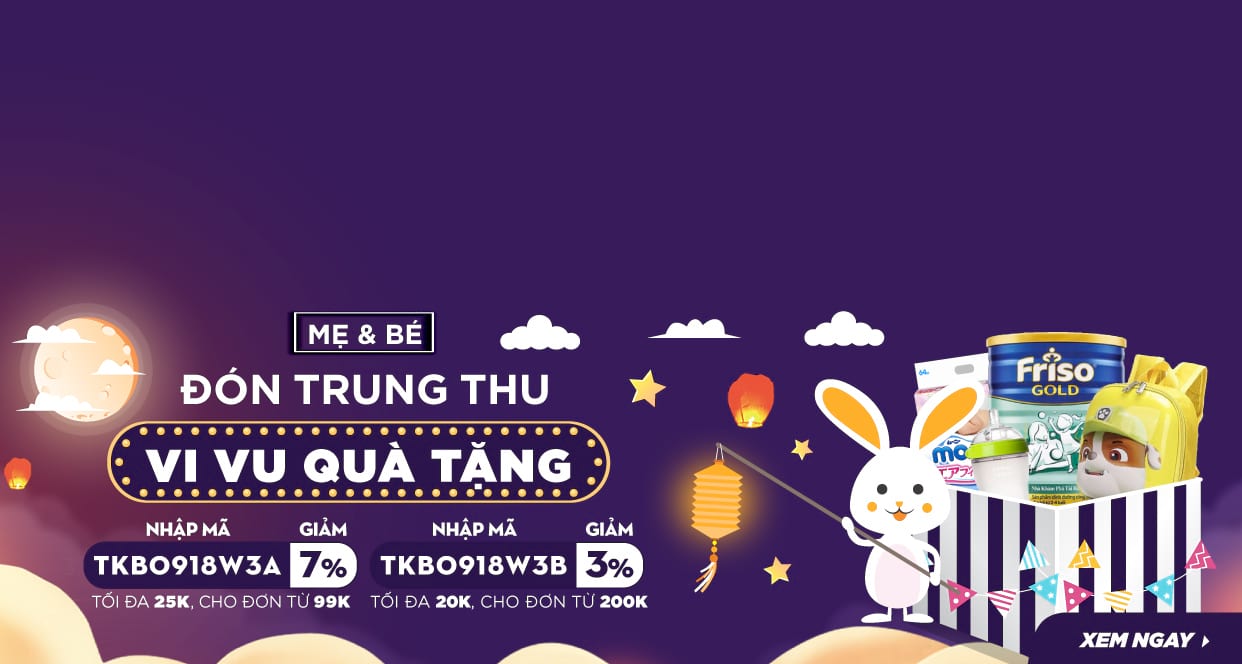 MẸ & BÉ
ĐÓN TRUNG THU
VI VU QUÀ TẶNG
NHẬP MÃ GIẢM
TKBO918W3A 7%
TỐI ĐA 25K, CHO ĐƠN TỪ 99K
NHẬP MÃ GIẢM
TKBO918W3B 3%
TỐI ĐA 20K, CHO ĐƠN TỪ 200K
64
Friso
GOLD
XEM NGAY